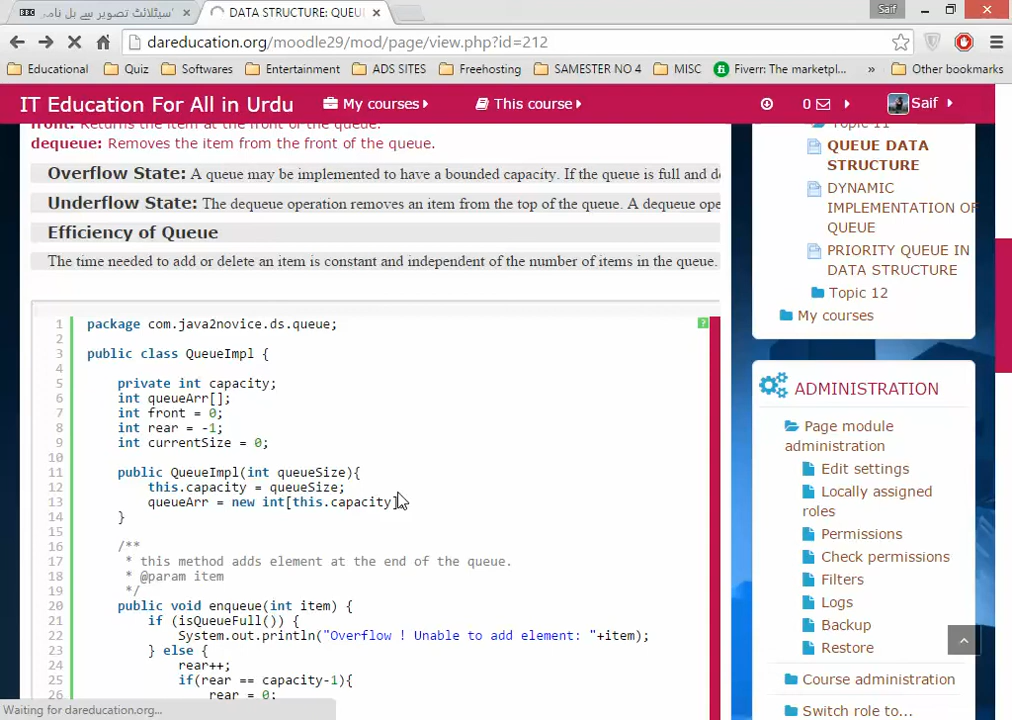 BBC سیٹلائٹ تصویر سے بل نامہ
DATA STRUCTURE: QUEU
Saif
dareducation.org/moodle29/mod/page/view.php?id=212
Educational Quiz Softwares Entertainment ADS SITES Freehosting SAMESTER NO 4 MISC Fiverr: The marketpl... » Other bookmarks
IT Education For All in Urdu My courses This course 0 Saif
front: Returns the item at the front of the queue.
dequeue: Removes the item from the front of the queue.
Overflow State: A queue may be implemented to have a bounded capacity. If the queue is full and do
Underflow State: The dequeue operation removes an item from the top of the queue. A dequeue ope
Efficiency of Queue
The time needed to add or delete an item is constant and independent of the number of items in the queue.
?
1 package com.java2novice.ds.queue;
2
3 public class QueueImpl {
4
5 private int capacity;
6 int queueArr[];
7 int front = 0;
8 int rear = -1;
9 int currentSize = 0;
10
11 public QueueImpl(int queueSize){
12 this.capacity = queueSize;
13 queueArr = new int[this.capacity]
14 }
15
16 /**
17 * this method adds element at the end of the queue.
18 * @param item
19 */
20 public void enqueue(int item) {
21 if (isQueueFull()) {
22 System.out.println("Overflow ! Unable to add element: "+item);
23 } else {
24 rear++;
25 if(rear == capacity-1){
26 rear = 0;
Waiting for dareducation.org...
Topic 11
QUEUE DATA
STRUCTURE
DYNAMIC
IMPLEMENTATION OF
QUEUE
PRIORITY QUEUE IN
DATA STRUCTURE
Topic 12
My courses
ADMINISTRATION
Page module
administration
Edit settings
Locally assigned
roles
Permissions
Check permissions
Filters
Logs
Backup
Restore
Course administration
Switch role to...